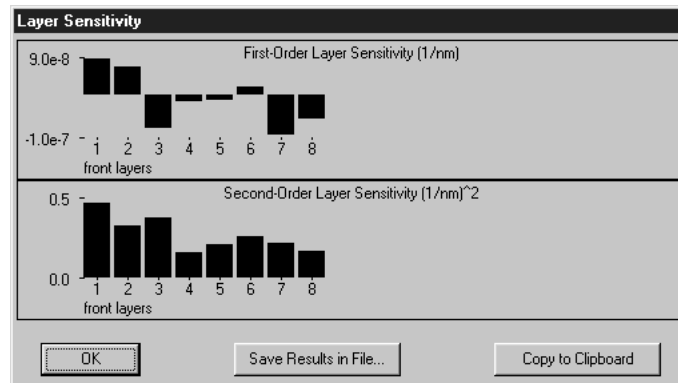 Layer Sensitivity
First-Order Layer Sensitivity (1/nm)
9.0e-8
-1.0e-7
1 2 3 4 5 6 7 8
front layers
Second-Order Layer Sensitivity (1/nm)^2
0.5
0.0
1 2 3 4 5 6 7 8
front layers
OK Save Results in File... Copy to Clipboard